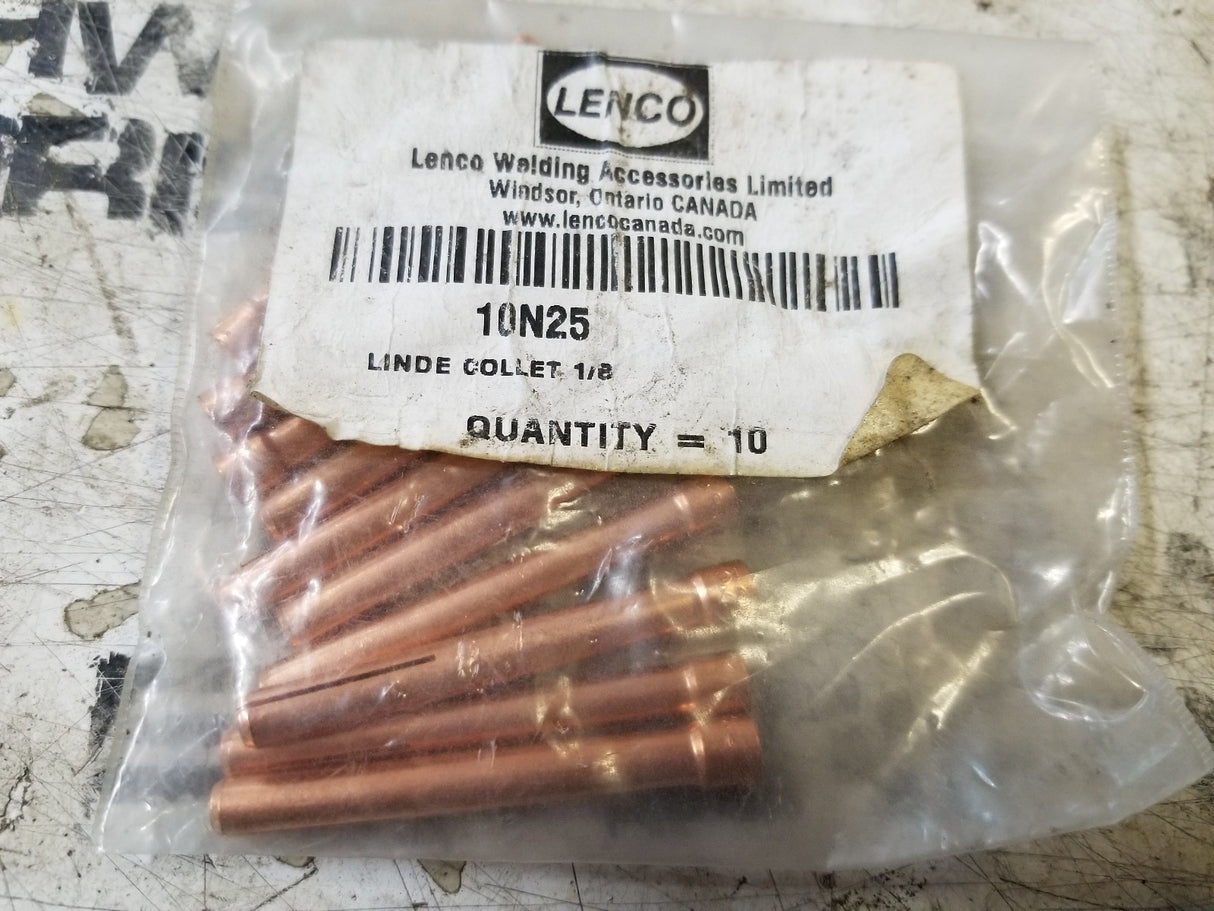 LENCO
Lenco Welding Accessories Limited
Windsor, Ontario CANADA
www.lencocanada.com
10N25
LINDE COLLET 1/8
QUANTITY = 10